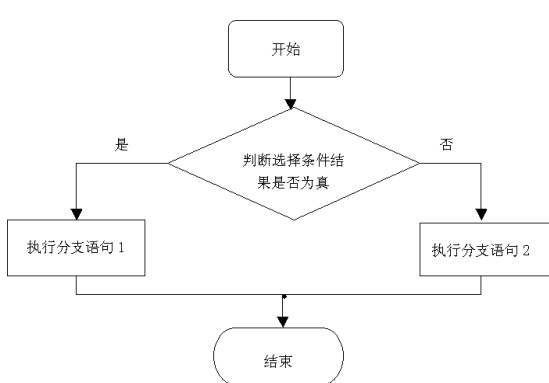 开始
是
否
判断选择条件结
果是否为真
执行分支语句 1
执行分支语句 2
结束